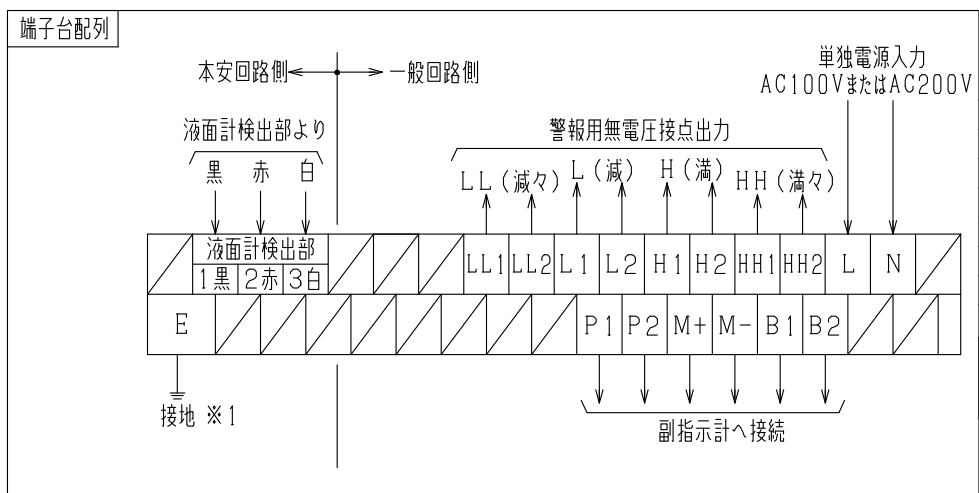 端子台配列
本安回路側
一般回路側
単独電源入力
AC100VまたはAC200V
液面計検出部より
黒 赤 白
警報用無電圧接点出力
LL(減々) L(減) H(満) HH(満々)
液面計検出部
1黒 2赤 3白
LL1 LL2 L1 L2 H1 H2 HH1 HH2 L N
E P1 P2 M+ M- B1 B2
接地 ※1
副指示計へ接続